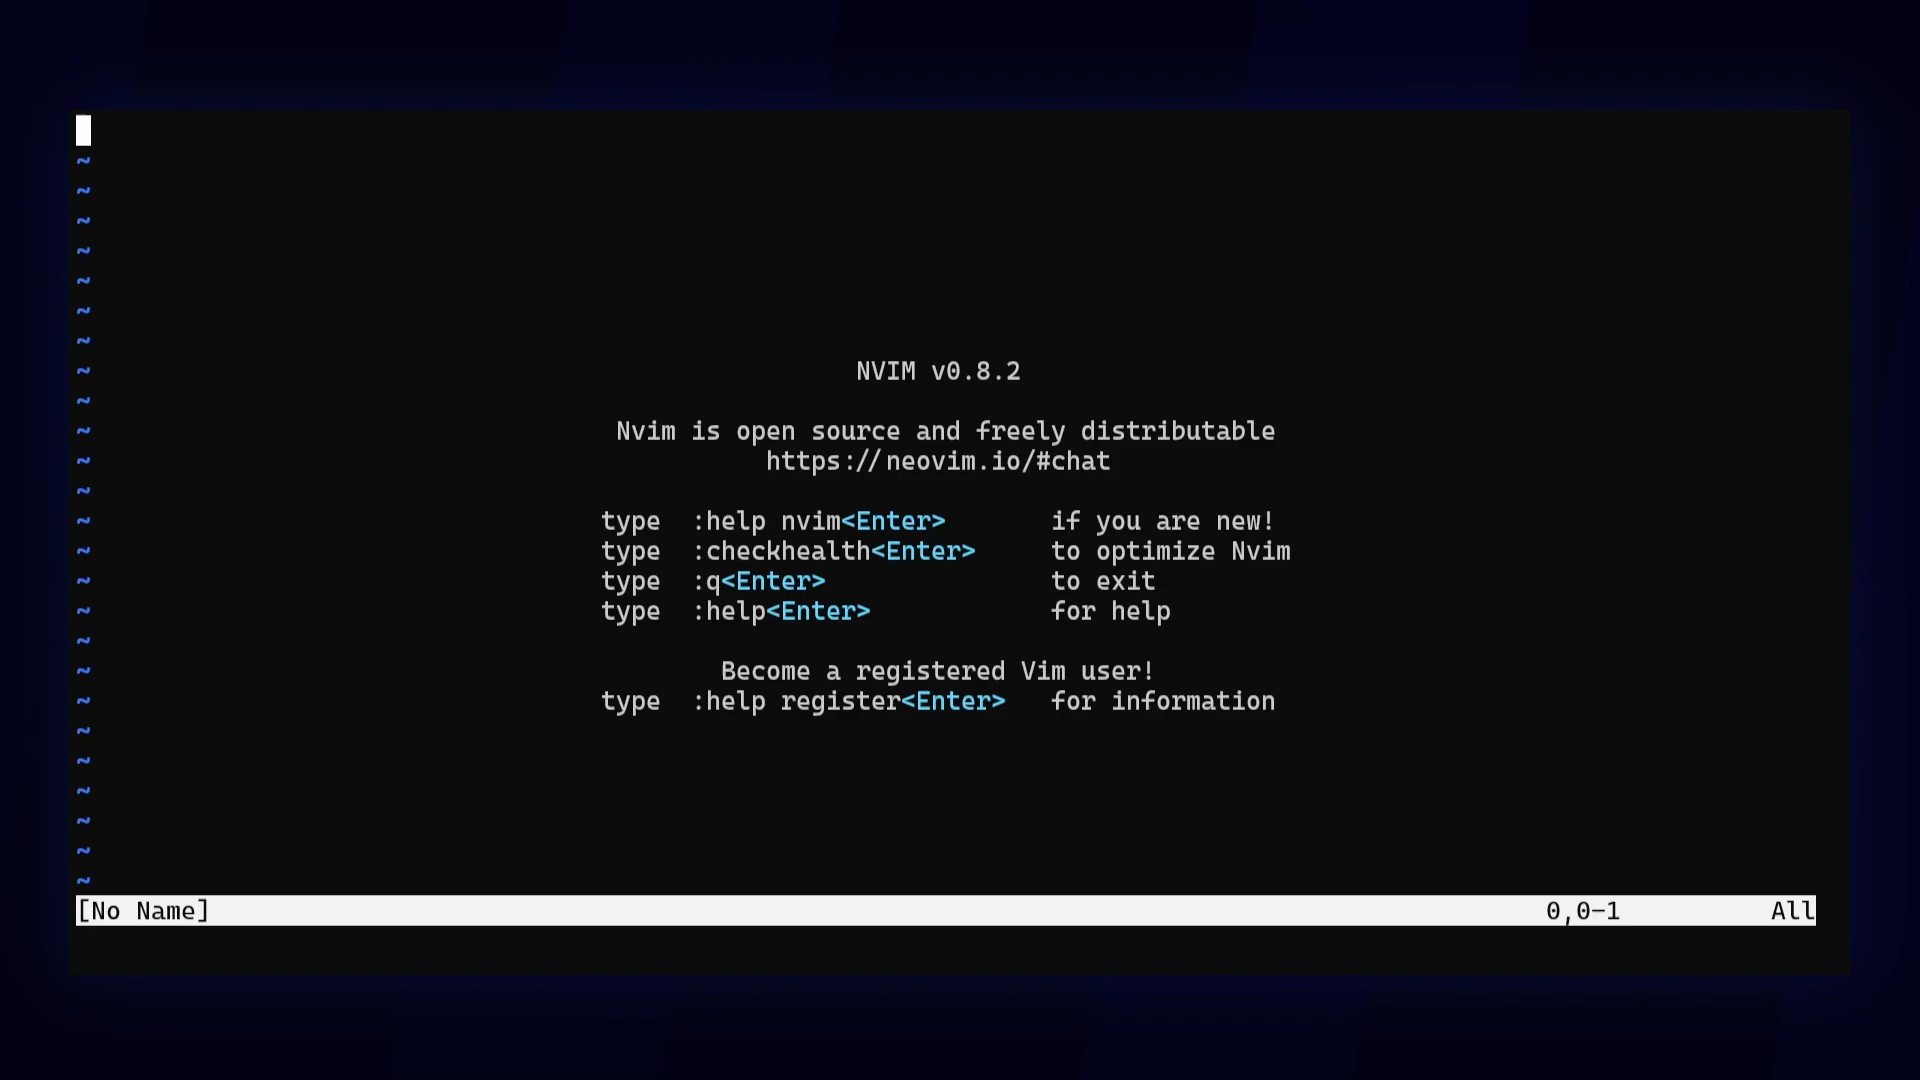 ~
~
~
~
~
~
~
~ NVIM v0.8.2
~
~ Nvim is open source and freely distributable
~ https://neovim.io/#chat
~
~ type :help nvim<Enter> if you are new!
~ type :checkhealth<Enter> to optimize Nvim
~ type :q<Enter> to exit
~ type :help<Enter> for help
~
~ Become a registered Vim user!
~ type :help register<Enter> for information
~
~
~
~
~
~
[No Name] 0,0-1 All